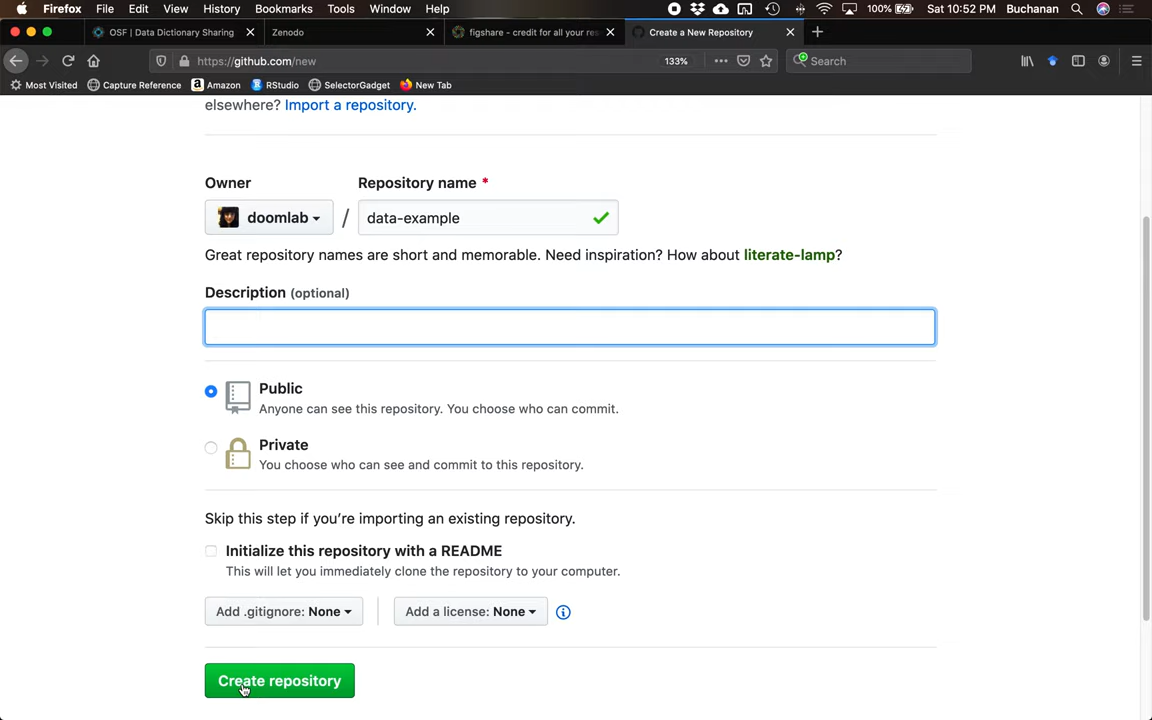 Firefox File Edit View History Bookmarks Tools Window Help 100% Sat 10:52 PM Buchanan
OSF | Data Dictionary Sharing Zenodo figshare - credit for all your res Create a New Repository
https://github.com/new 133% Search
Most Visited Capture Reference Amazon RStudio SelectorGadget New Tab
elsewhere? Import a repository.
Owner Repository name *
doomlab / data-example
Great repository names are short and memorable. Need inspiration? How about literate-lamp?
Description (optional)
Public
Anyone can see this repository. You choose who can commit.
Private
You choose who can see and commit to this repository.
Skip this step if you're importing an existing repository.
Initialize this repository with a README
This will let you immediately clone the repository to your computer.
Add .gitignore: None Add a license: None
Create repository